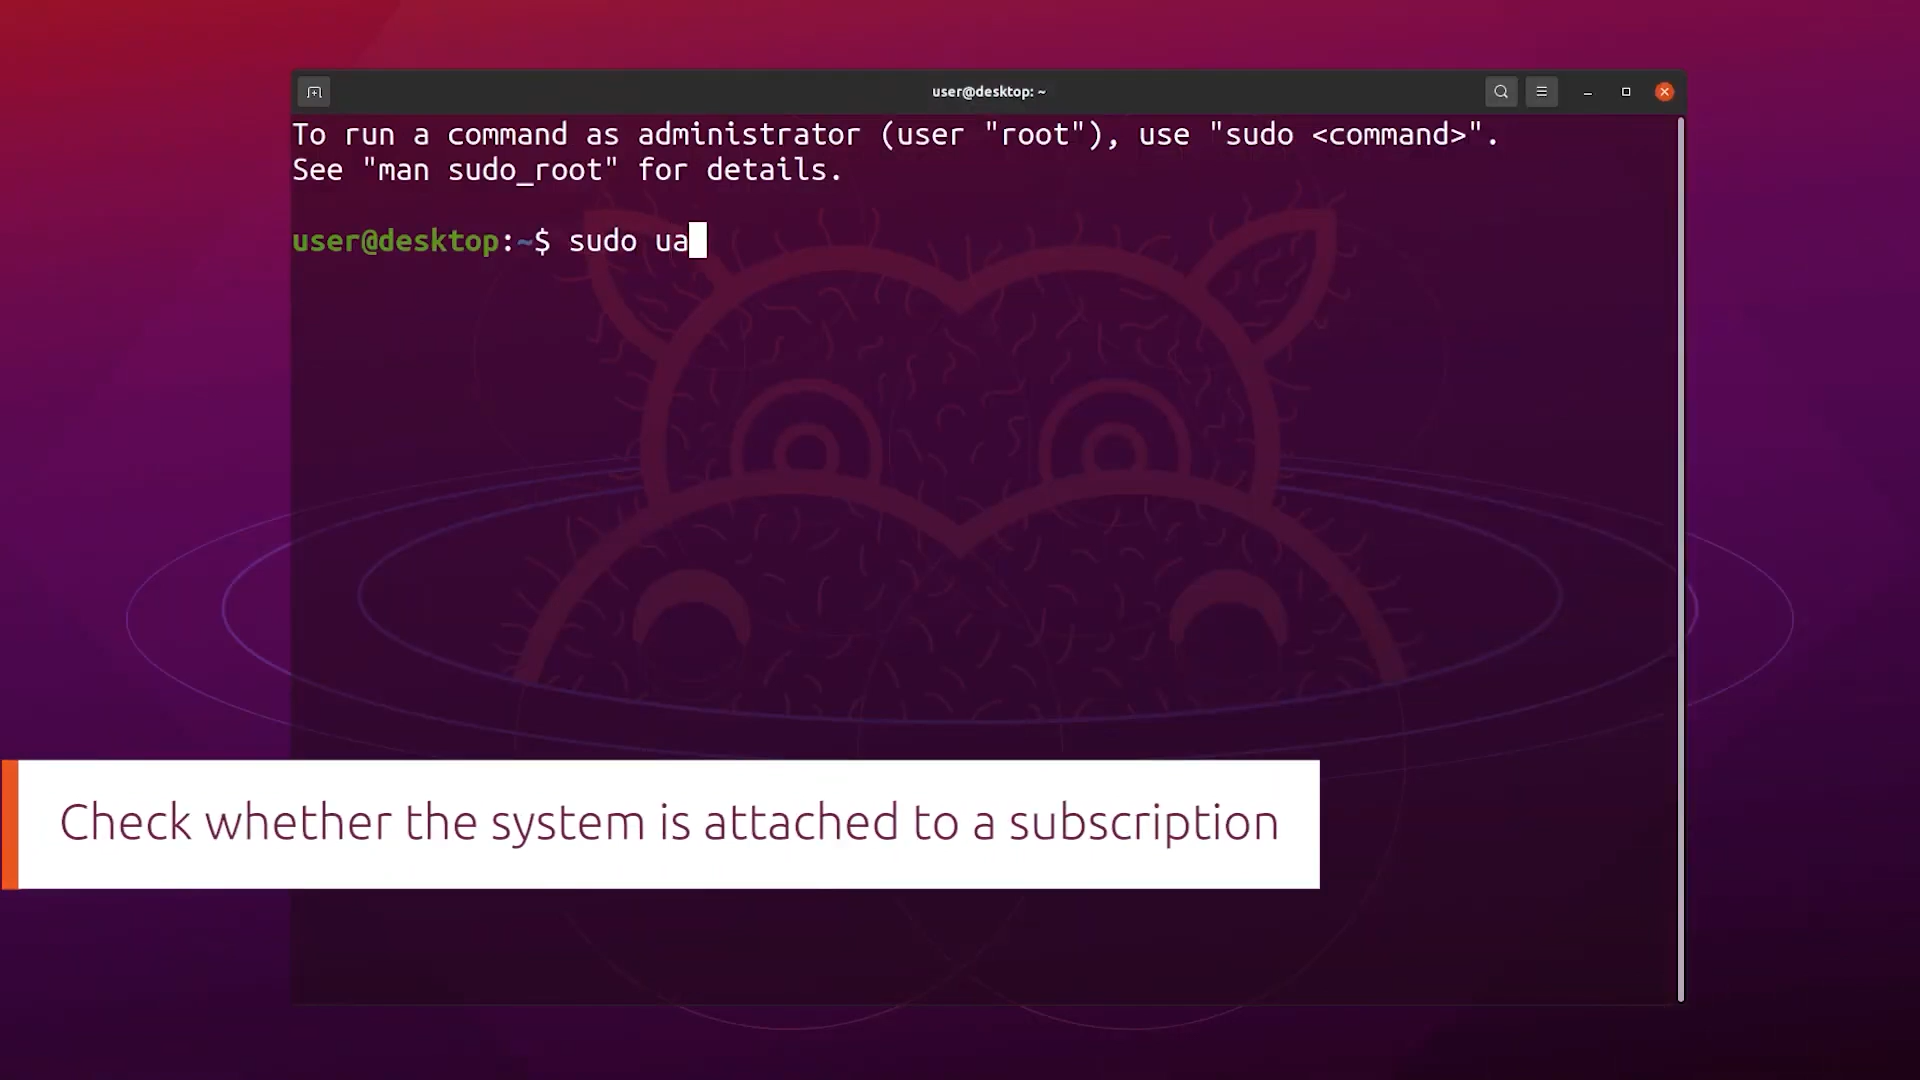 user@desktop: ~
To run a command as administrator (user "root"), use "sudo <command>".
See "man sudo_root" for details.
user@desktop:~$ sudo ua
Check whether the system is attached to a subscription